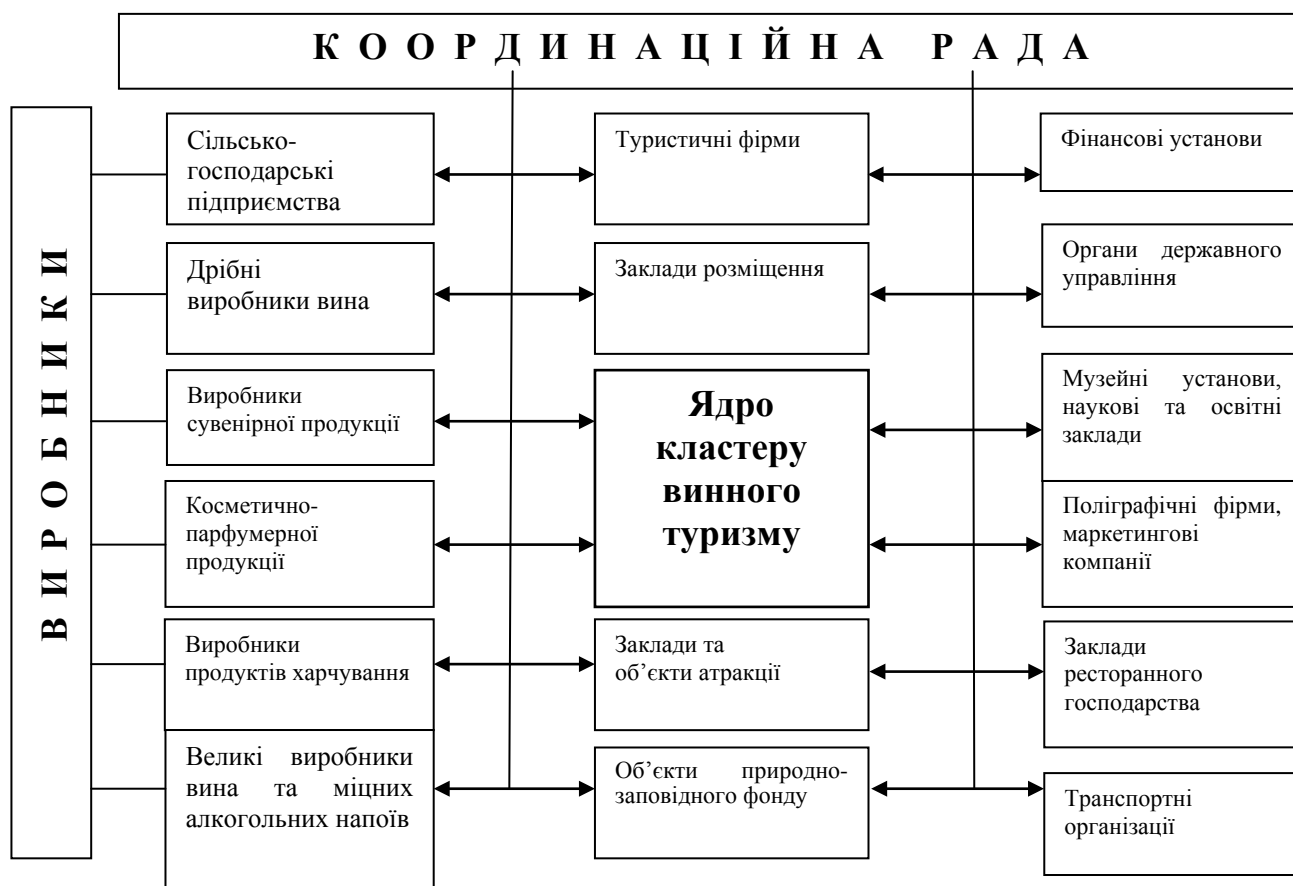 КООРДИНАЦІЙНА РАДА
ВИРОБНИКИ
Сільсько-
господарські
підприємства
Туристичні фірми
Фінансові установи
Дрібні
виробники вина
Заклади розміщення
Органи державного
управління
Виробники
сувенірної продукції
Ядро
кластеру
винного
туризму
Музейні установи,
наукові та освітні
заклади
Косметично-
парфумерної
продукції
Поліграфічні фірми,
маркетингові
компанії
Виробники
продуктів харчування
Заклади та
об’єкти атракції
Заклади
ресторанного
господарства
Великі виробники
вина та міцних
алкогольних напоїв
Об’єкти природно-
заповідного фонду
Транспортні
організації